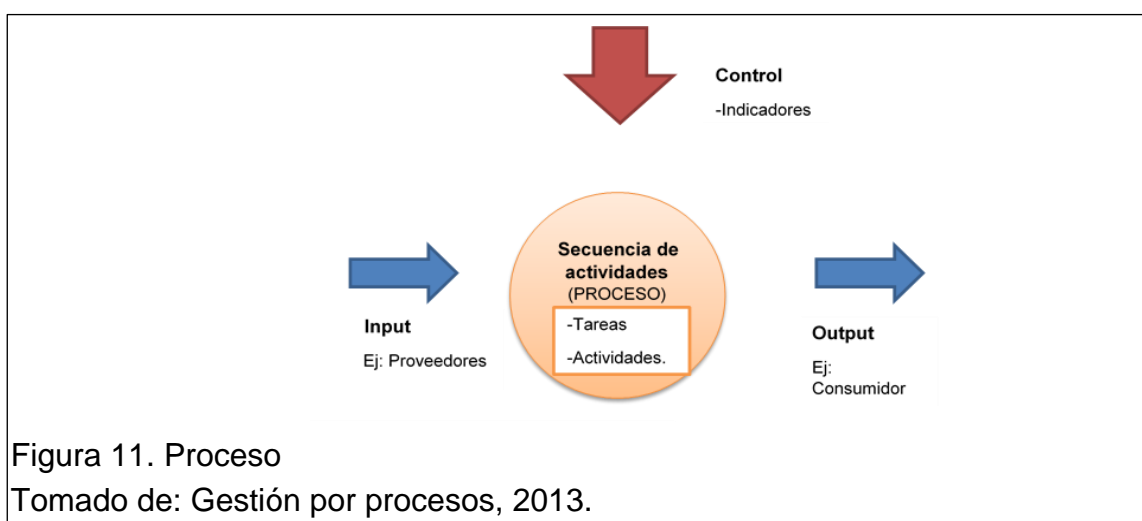 Control
-Indicadores
Secuencia de
actividades
(PROCESO)
-Tareas
-Actividades.
Input
Ej: Proveedores
Output
Ej:
Consumidor
Figura 11. Proceso
Tomado de: Gestión por procesos, 2013.